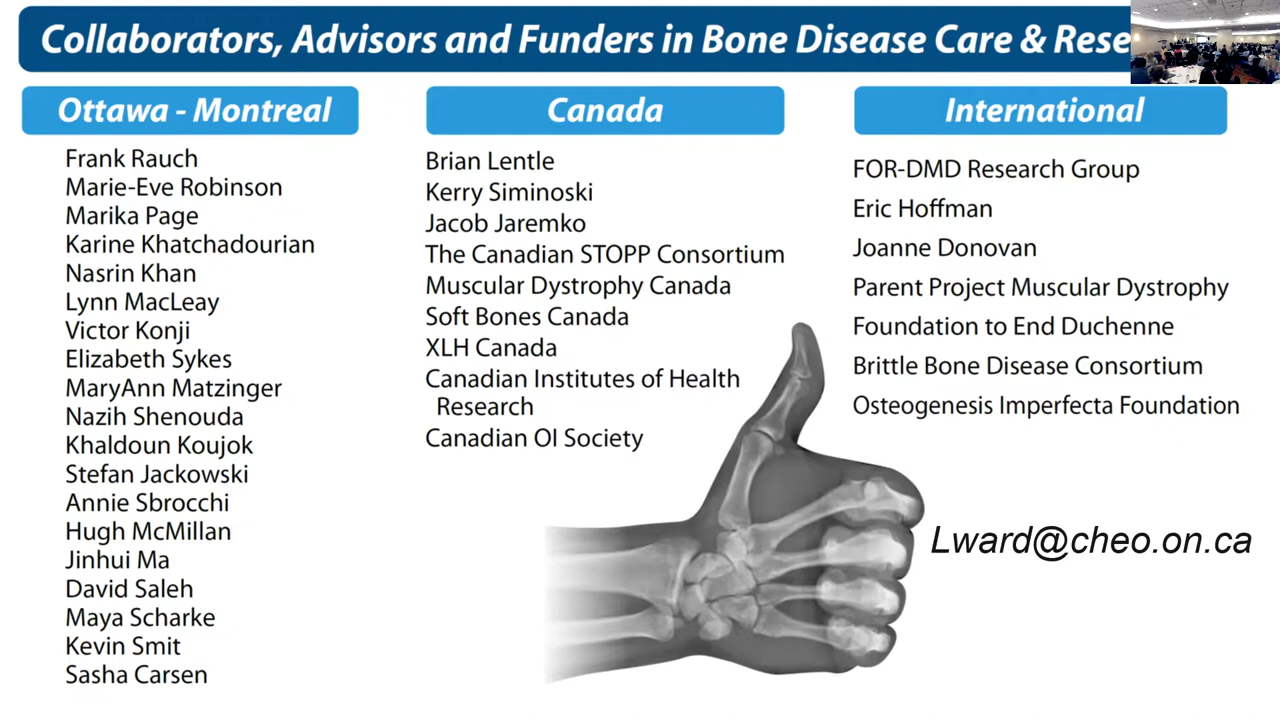 Collaborators, Advisors and Funders in Bone Disease Care & Rese
Ottawa - Montreal
Frank Rauch
Marie-Eve Robinson
Marika Page
Karine Khatchadourian
Nasrin Khan
Lynn MacLeay
Victor Konji
Elizabeth Sykes
MaryAnn Matzinger
Nazih Shenouda
Khaldoun Koujok
Stefan Jackowski
Annie Sbrocchi
Hugh McMillan
Jinhui Ma
David Saleh
Maya Scharke
Kevin Smit
Sasha Carsen
Canada
Brian Lentle
Kerry Siminoski
Jacob Jaremko
The Canadian STOPP Consortium
Muscular Dystrophy Canada
Soft Bones Canada
XLH Canada
Canadian Institutes of Health
Research
Canadian OI Society
International
FOR-DMD Research Group
Eric Hoffman
Joanne Donovan
Parent Project Muscular Dystrophy
Foundation to End Duchenne
Brittle Bone Disease Consortium
Osteogenesis Imperfecta Foundation
Lward@cheo.on.ca